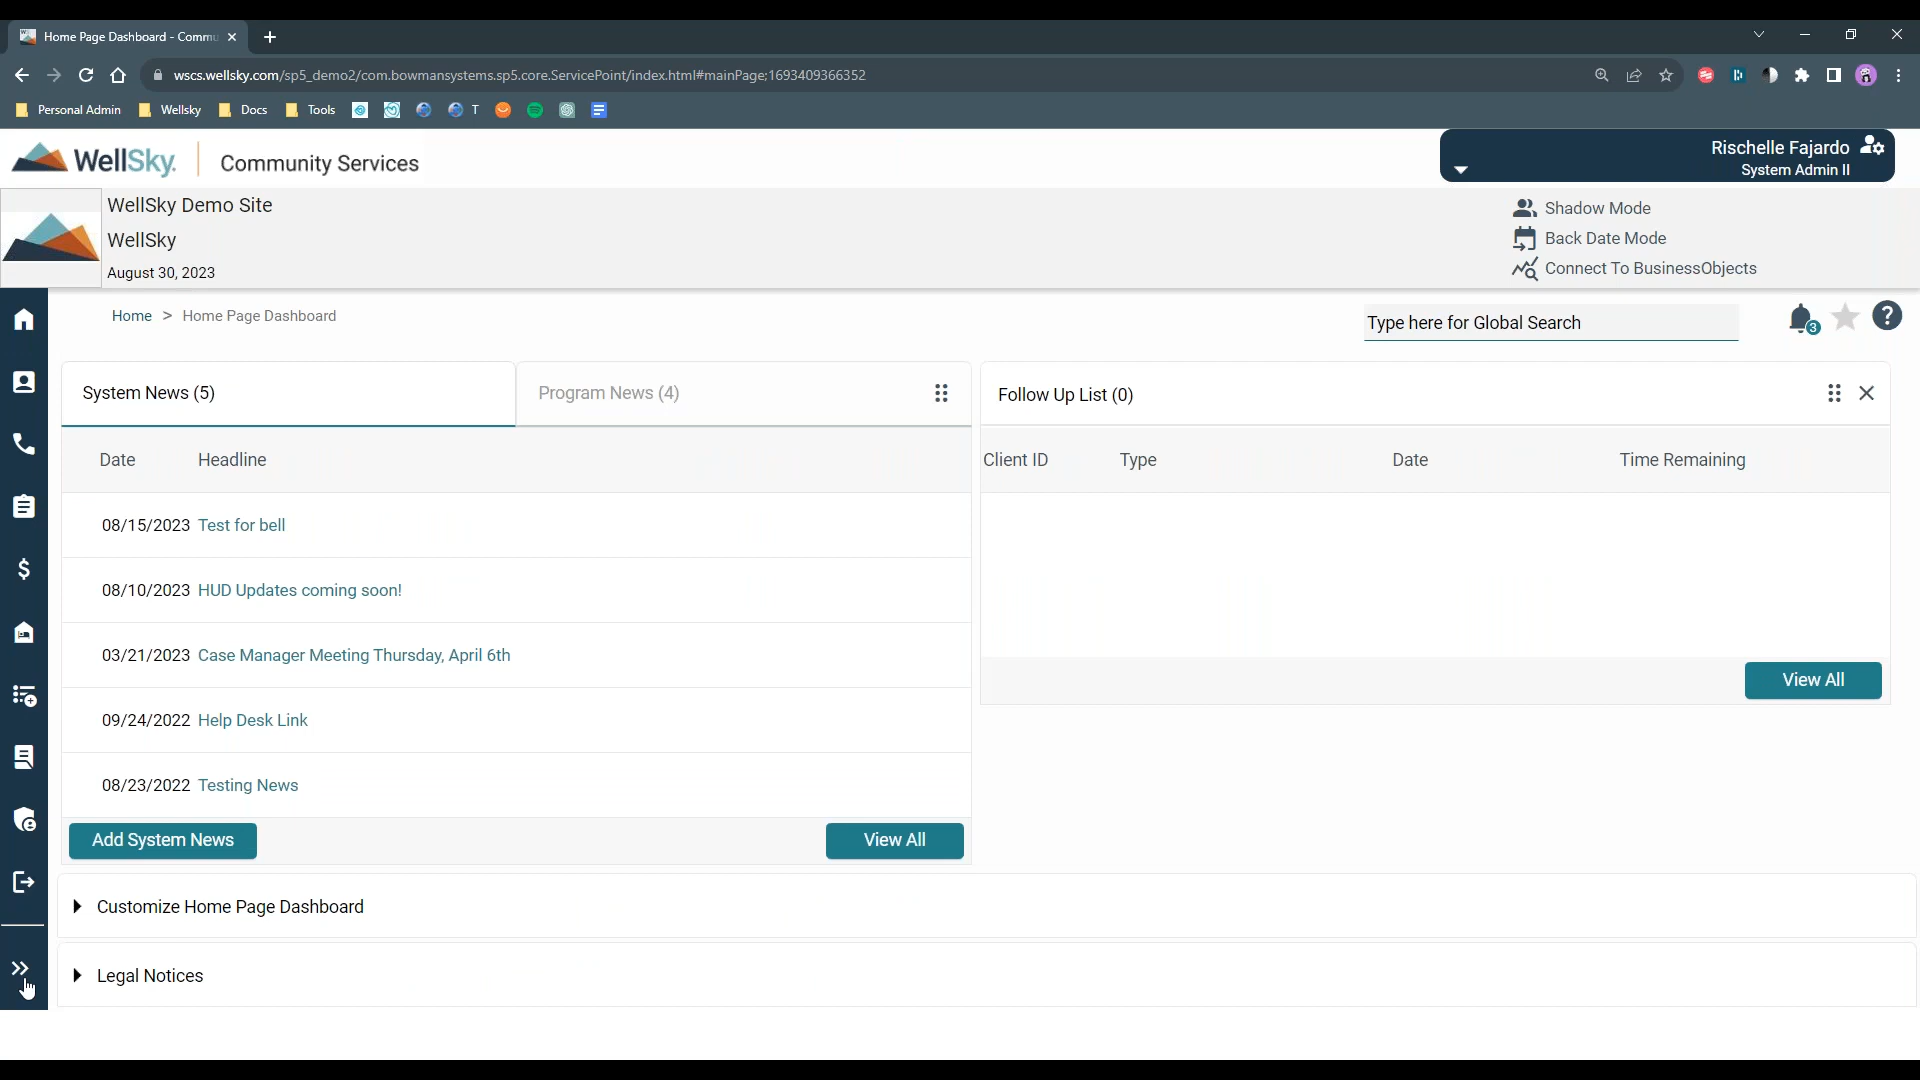 Home Page Dashboard - Commu
wscs.wellsky.com/sp5_demo2/com.bowmansystems.sp5.core.ServicePoint/index.html#mainPage;1693409366352
Personal Admin Wellsky Docs Tools T
WellSky. Community Services
Rischelle Fajardo
System Admin II
WellSky Demo Site
WellSky
August 30, 2023
Shadow Mode
Back Date Mode
Connect To BusinessObjects
Home > Home Page Dashboard
Type here for Global Search
3
?
System News (5) Program News (4)
Date Headline
08/15/2023 Test for bell
08/10/2023 HUD Updates coming soon!
03/21/2023 Case Manager Meeting Thursday, April 6th
09/24/2022 Help Desk Link
08/23/2022 Testing News
Add System News View All
Follow Up List (0)
Client ID Type Date Time Remaining
View All
Customize Home Page Dashboard
Legal Notices